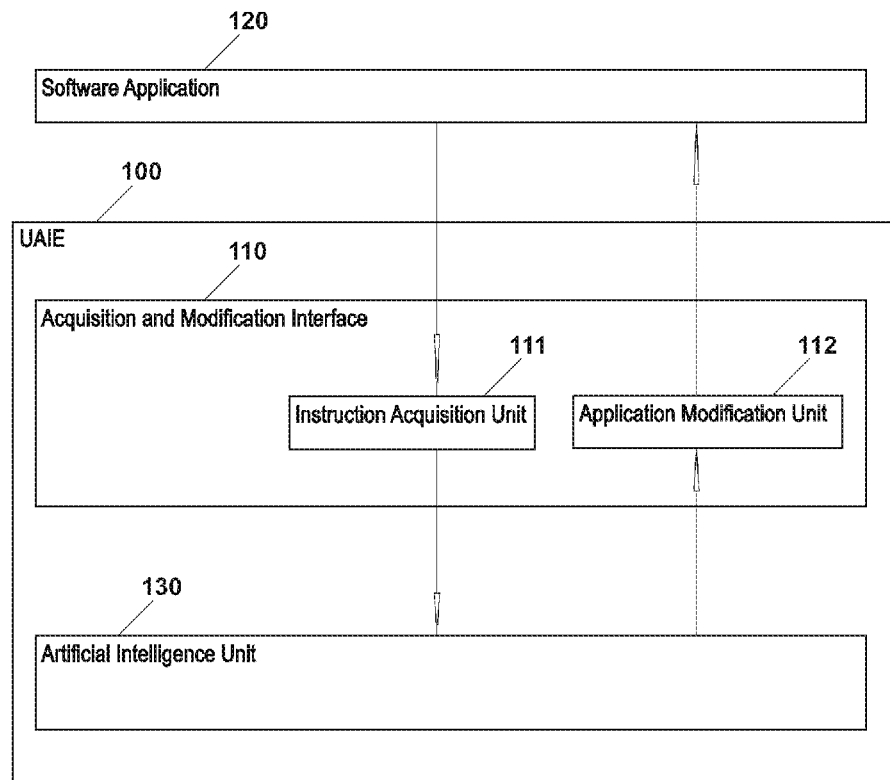 120
Software Application
100
UAIE
110
Acquisition and Modification Interface
111
112
Instruction Acquisition Unit
Application Modification Unit
130
Artificial Intelligence Unit